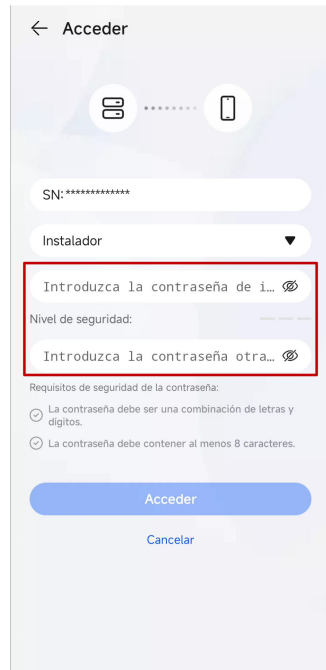 Acceder
SN:*************
Instalador
Introduzca la contraseña de i...
Nivel de seguridad:
Introduzca la contraseña otra...
Requisitos de seguridad de la contraseña:
La contraseña debe ser una combinación de letras y
dígitos.
La contraseña debe contener al menos 8 caracteres.
Acceder
Cancelar